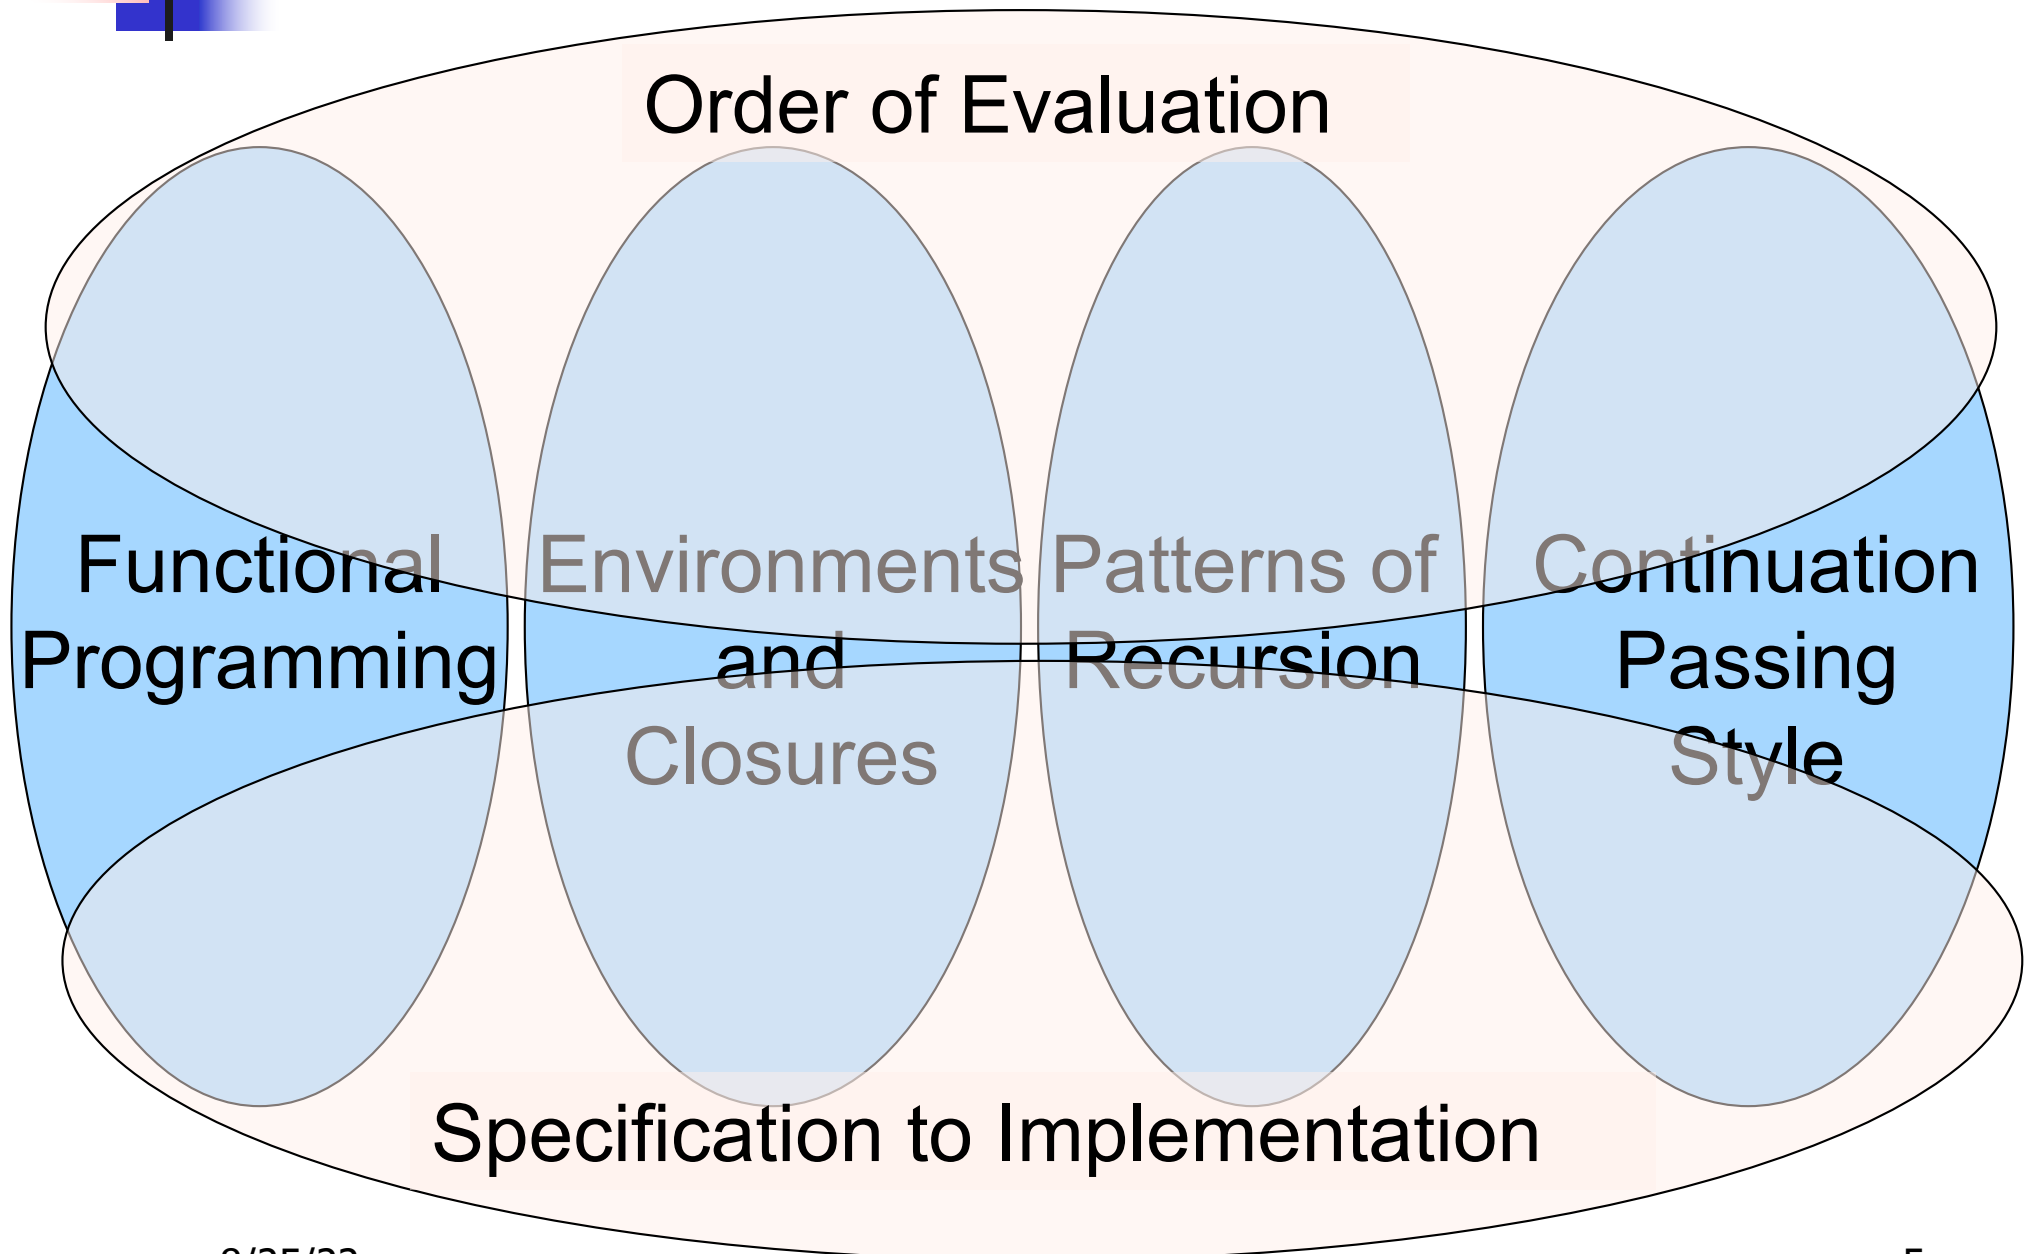 Order of Evaluation
Functional
Programming
Environments
and
Closures
Patterns of
Recursion
Continuation
Passing
Style
Specification to Implementation